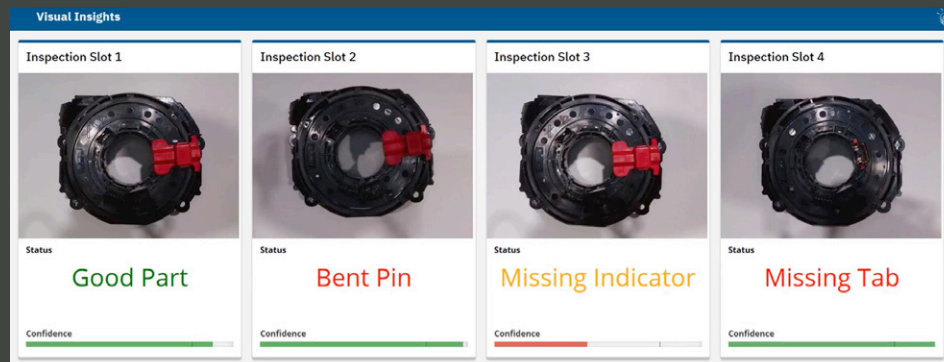 Visual Insights
Inspection Slot 1
Status
Good Part
Confidence
Inspection Slot 2
Status
Bent Pin
Confidence
Inspection Slot 3
Status
Missing Indicator
Confidence
Inspection Slot 4
Status
Missing Tab
Confidence